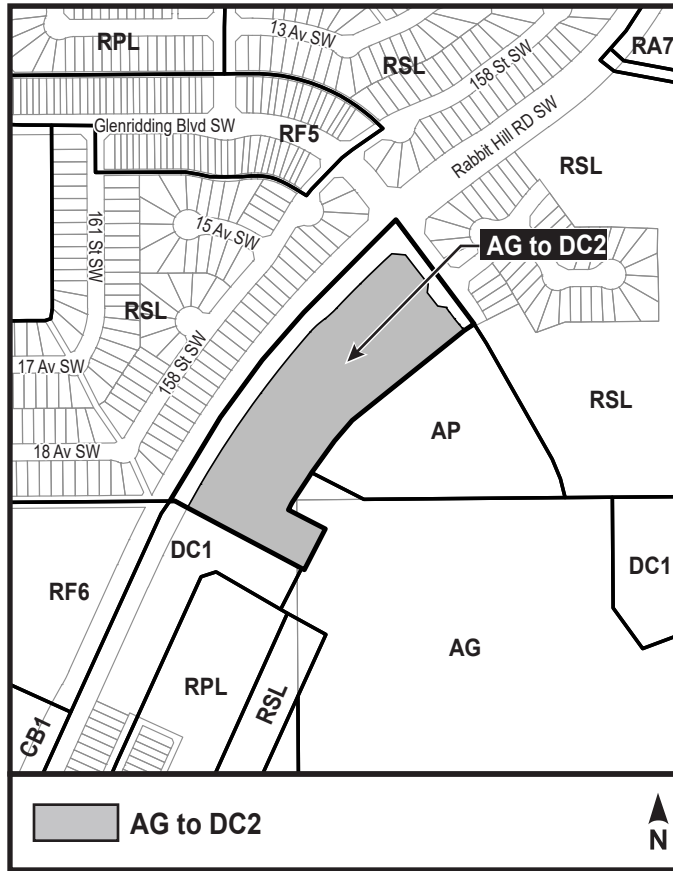 RPL
13 Av SW
RSL
158 St SW
RA7
Glenridding Blvd SW
RF5
Rabbit Hill RD SW
RSL
161 St SW
15 Av SW
AG to DC2
RSL
158 St SW
17 Av SW
RSL
AP
18 Av SW
DC1
RF6
DC1
AG
RPL
RSL
CB1
AG to DC2
N